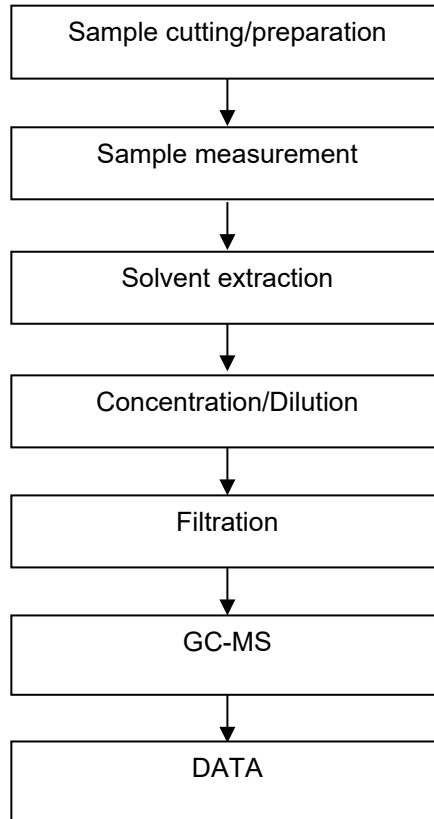 Sample cutting/preparation
Sample measurement
Solvent extraction
Concentration/Dilution
Filtration
GC-MS
DATA